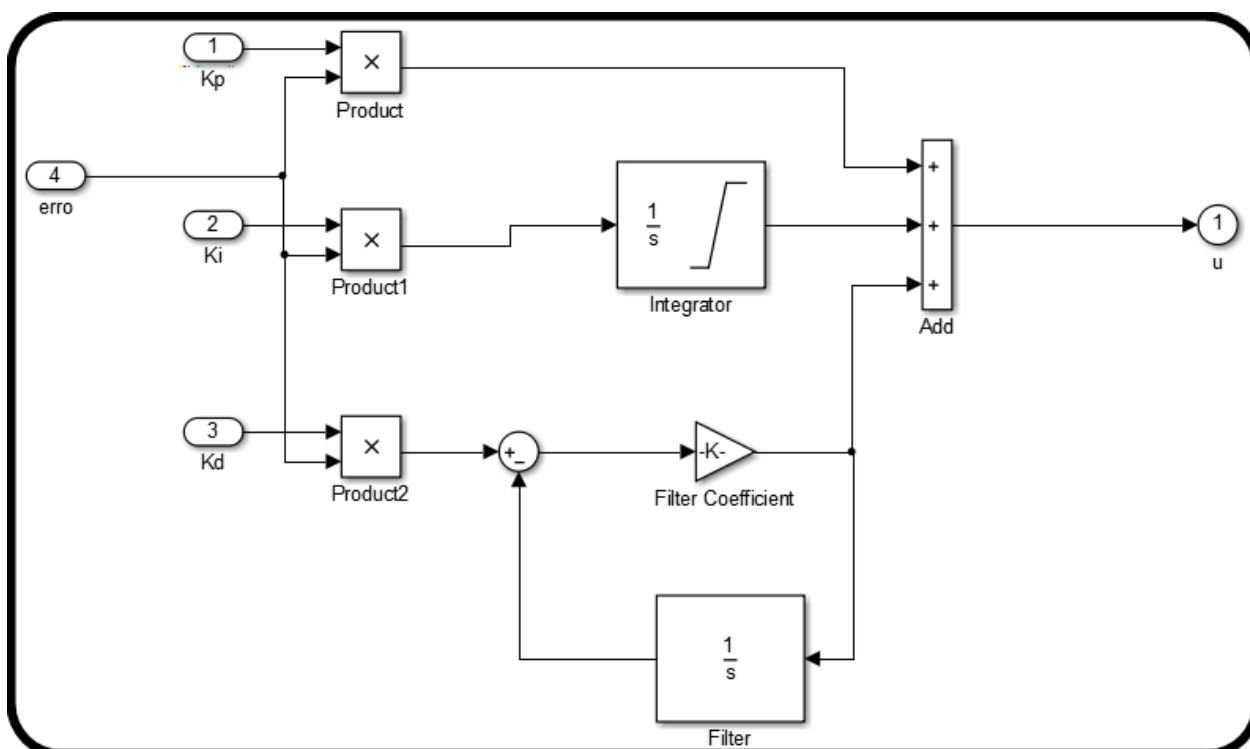 1
Kp
×
Product
4
erro
2
Ki
×
Product1
1
s
Integrator
+
+
+
Add
1
u
3
Kd
×
Product2
+
−
-K-
Filter Coefficient
1
s
Filter